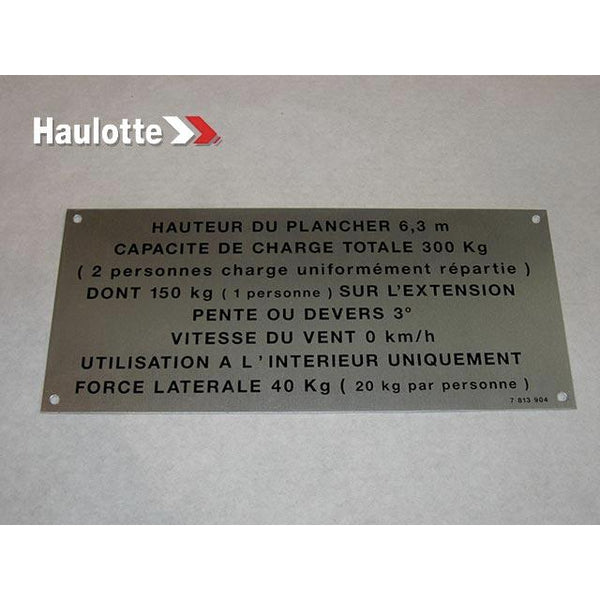 Haulotte
HAUTEUR DU PLANCHER 6,3 m
CAPACITE DE CHARGE TOTALE 300 Kg
( 2 personnes charge uniformément répartie )
DONT 150 kg ( 1 personne ) SUR L'EXTENSION
PENTE OU DEVERS 3°
VITESSE DU VENT 0 km/h
UTILISATION A L ' INTERIEUR UNIQUEMENT
FORCE LATERALE 40 Kg ( 20 kg par personne )
7 813 904